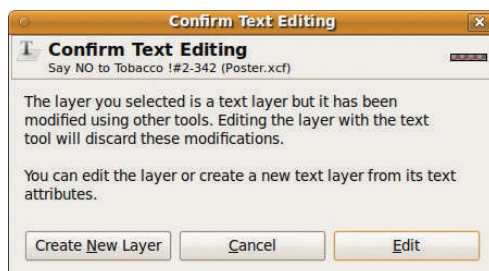 Confirm Text Editing
Confirm Text Editing
Say NO to Tobacco !#2-342 (Poster.xcf)
The layer you selected is a text layer but it has been
modified using other tools. Editing the layer with the text
tool will discard these modifications.
You can edit the layer or create a new text layer from its text
attributes.
Create New Layer
Cancel
Edit